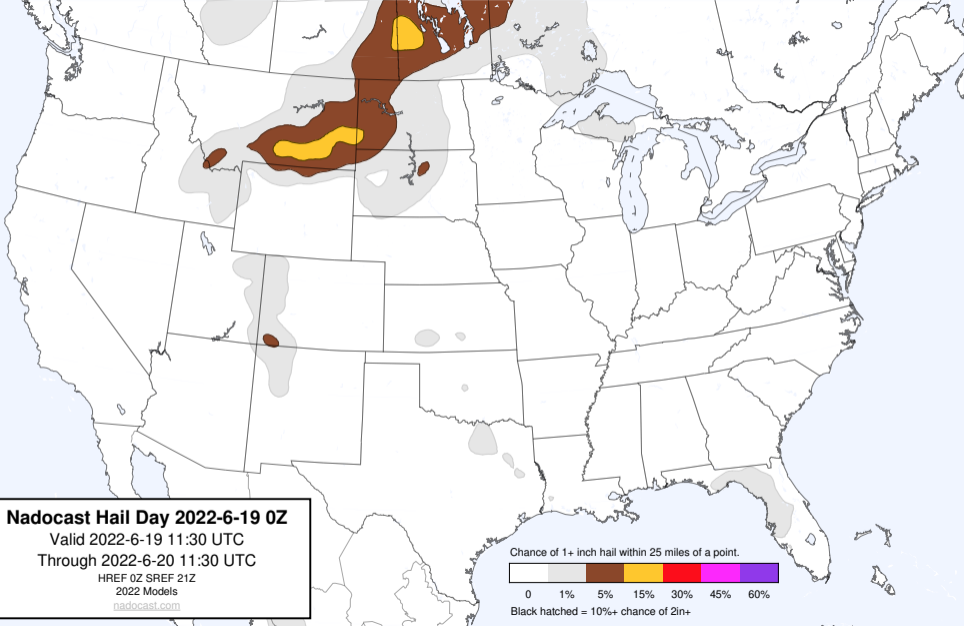 Nadocast Hail Day 2022-6-19 0Z
Valid 2022-6-19 11:30 UTC
Through 2022-6-20 11:30 UTC
HREF 0Z SREF 21Z
2022 Models
nadocast.com
Chance of 1+ inch hail within 25 miles of a point.
0 1% 5% 15% 30% 45% 60%
Black hatched = 10%+ chance of 2in+